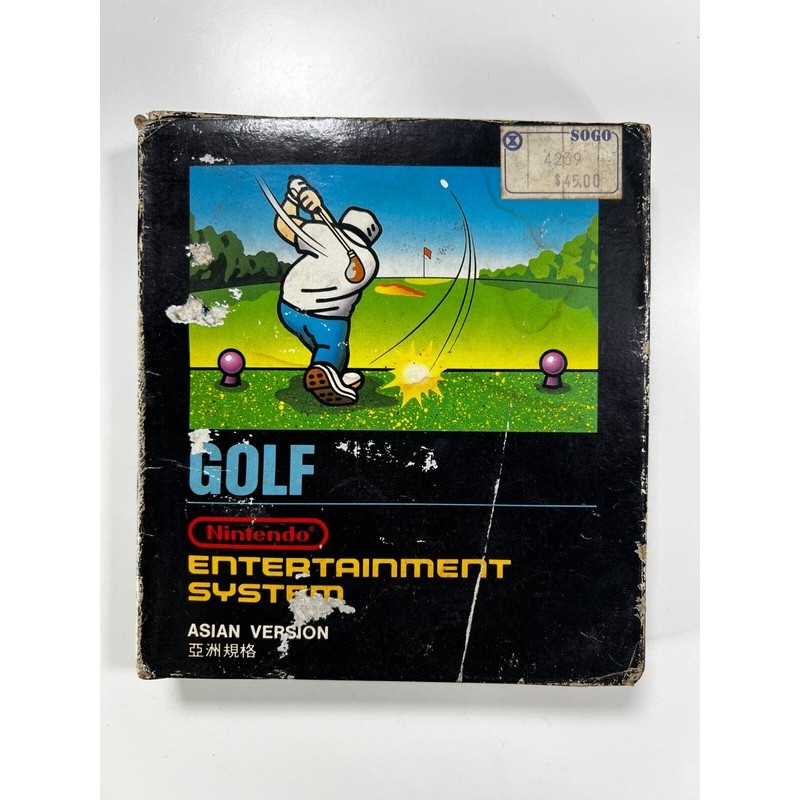 SOGO
4239
$45.00
GOLF
Nintendo®
ENTERTAINMENT
SYSTEM
ASIAN VERSION
亞洲規格